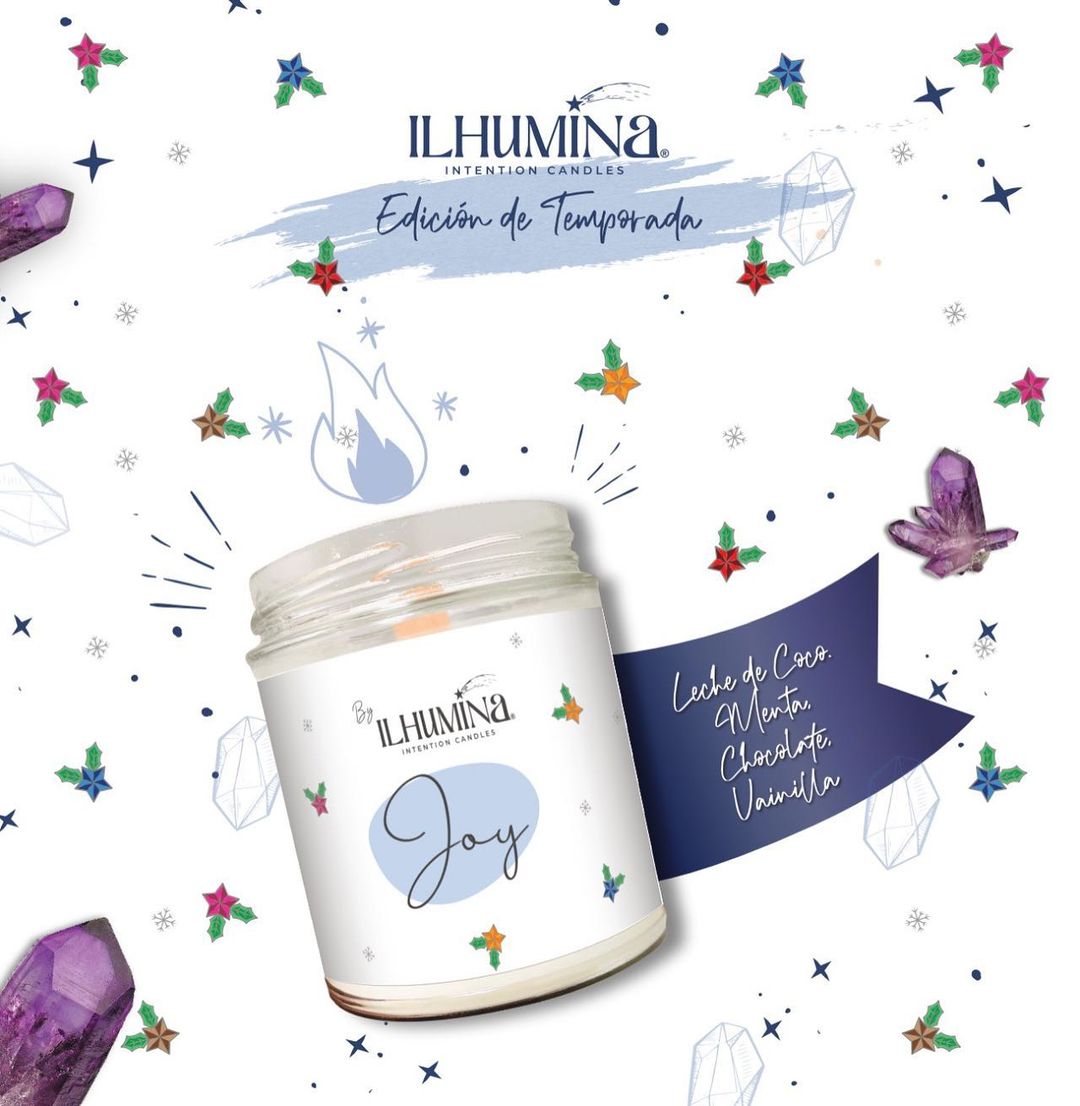 ILHUMINa®
INTENTION CANDLES
Edición de Temporada
By
ILHUMINa®
INTENTION CANDLES
Joy
Leche de Coco.
Menta,
Chocolate,
Vainilla